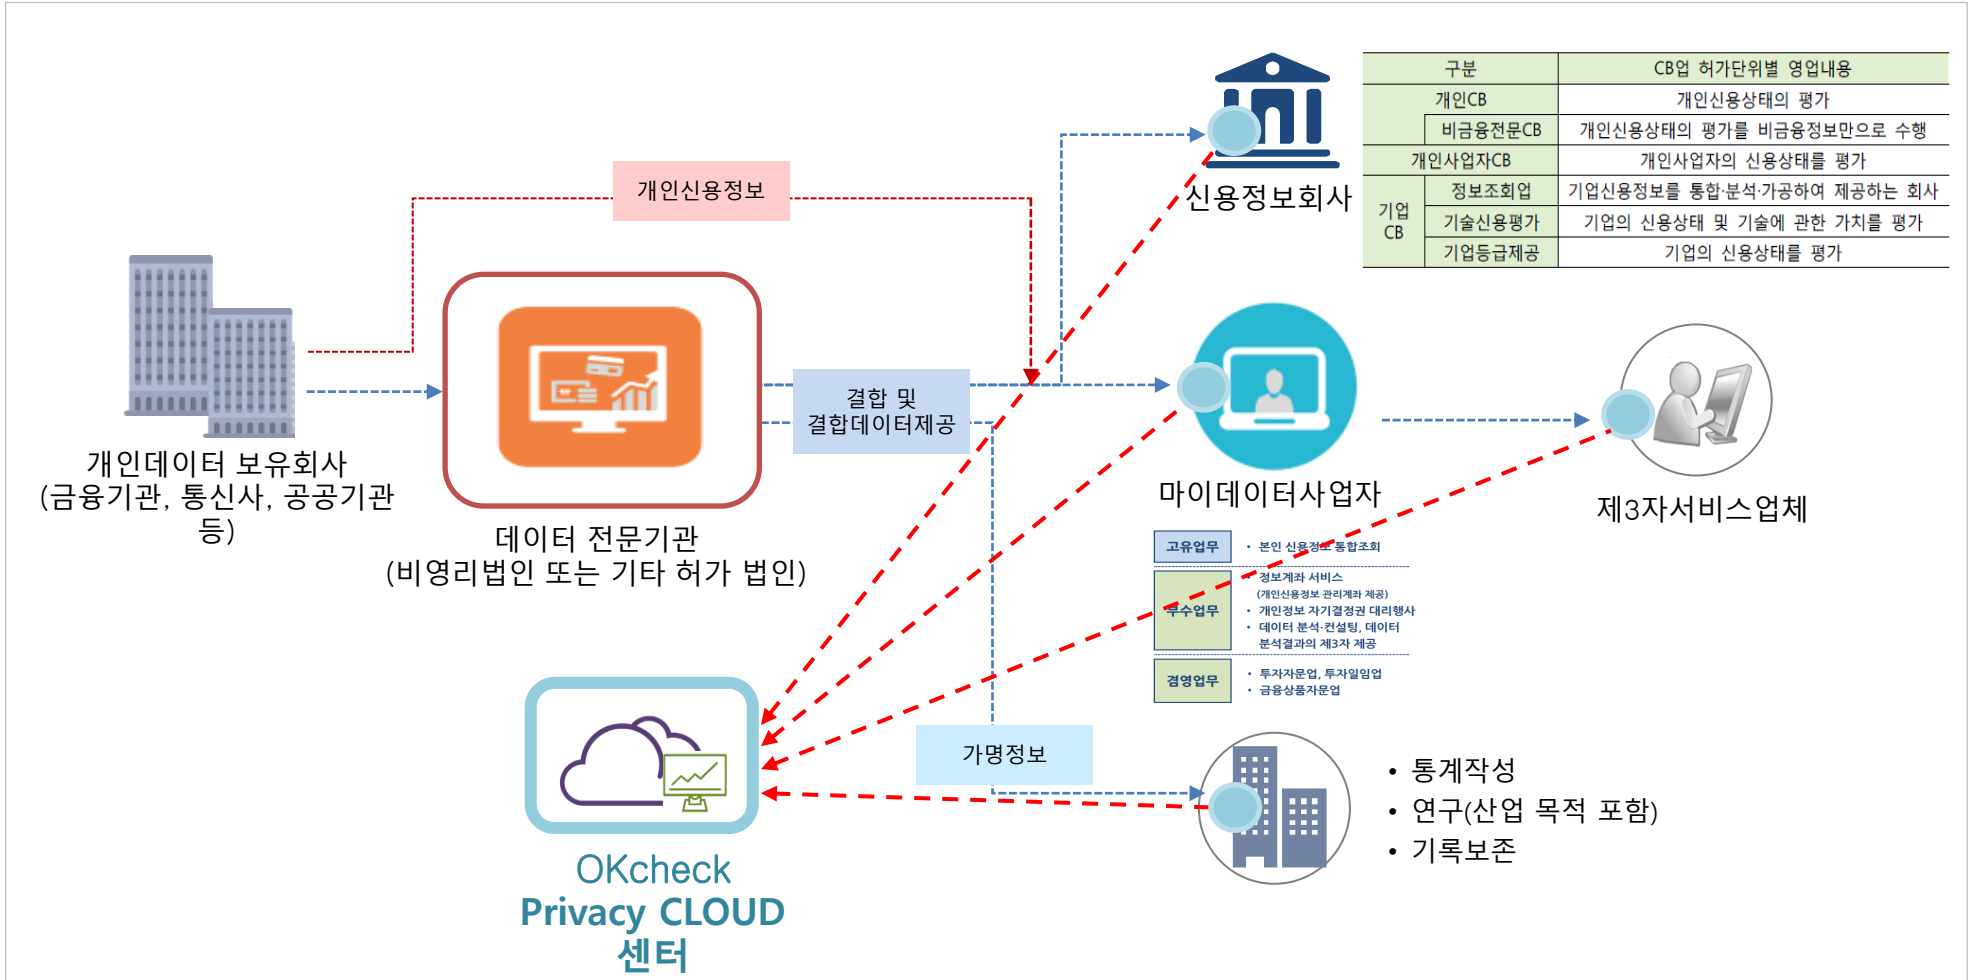 구분
CB업 허가단위별 영업내용
개인CB
개인신용상태의 평가
비금융전문CB
개인신용상태의 평가를 비금융정보만으로 수행
개인사업자CB
개인사업자의 신용상태를 평가
기업
CB
정보조회업
기업신용정보를 통합·분석·가공하여 제공하는 회사
기술신용평가
기업의 신용상태 및 기술에 관한 가치를 평가
기업등급제공
기업의 신용상태를 평가
신용정보회사
개인신용정보
결합 및
결합데이터제공
개인데이터 보유회사
(금융기관, 통신사, 공공기관
등)
데이터 전문기관
(비영리법인 또는 기타 허가 법인)
마이데이터사업자
제3자서비스업체
고유업무
• 본인 신용정보 통합조회
부수업무
• 정보계좌 서비스
(개인신용정보 관리계좌 제공)
• 개인정보 자기결정권 대리행사
• 데이터 분석·컨설팅, 데이터
분석결과의 제3자 제공
겸영업무
• 투자자문업, 투자일임업
• 금융상품자문업
가명정보
• 통계작성
• 연구(산업 목적 포함)
• 기록보존
OKcheck
Privacy CLOUD
센터